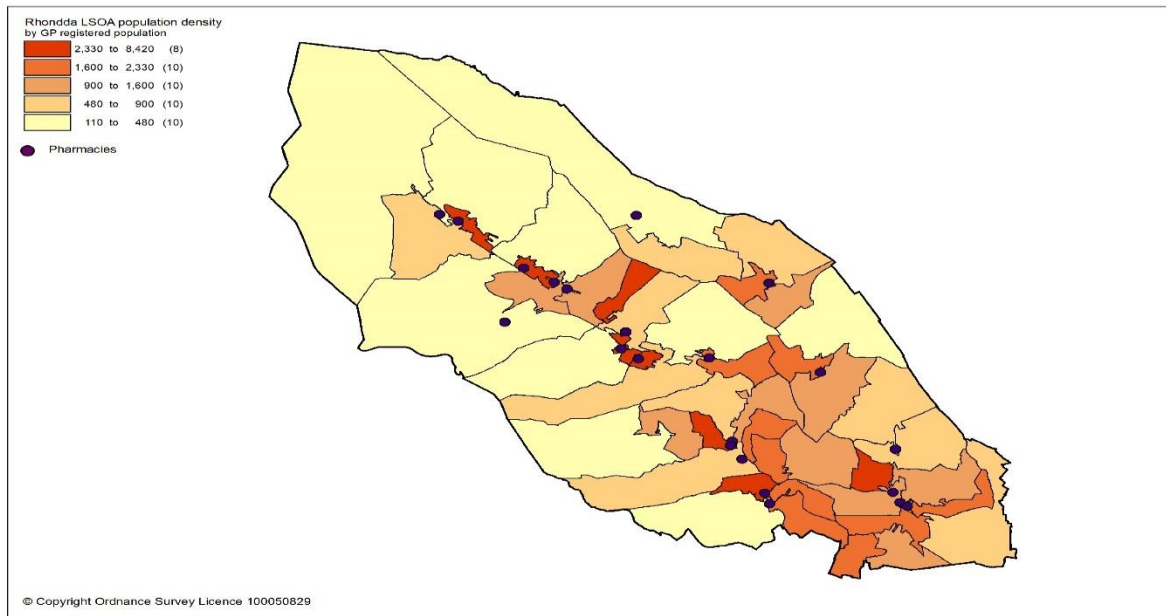 Rhondda LSOA population density
by GP registered population
2,330 to 8,420 (8)
1,600 to 2,330 (10)
900 to 1,600 (10)
480 to 900 (10)
110 to 480 (10)
Pharmacies
© Copyright Ordnance Survey Licence 100050829